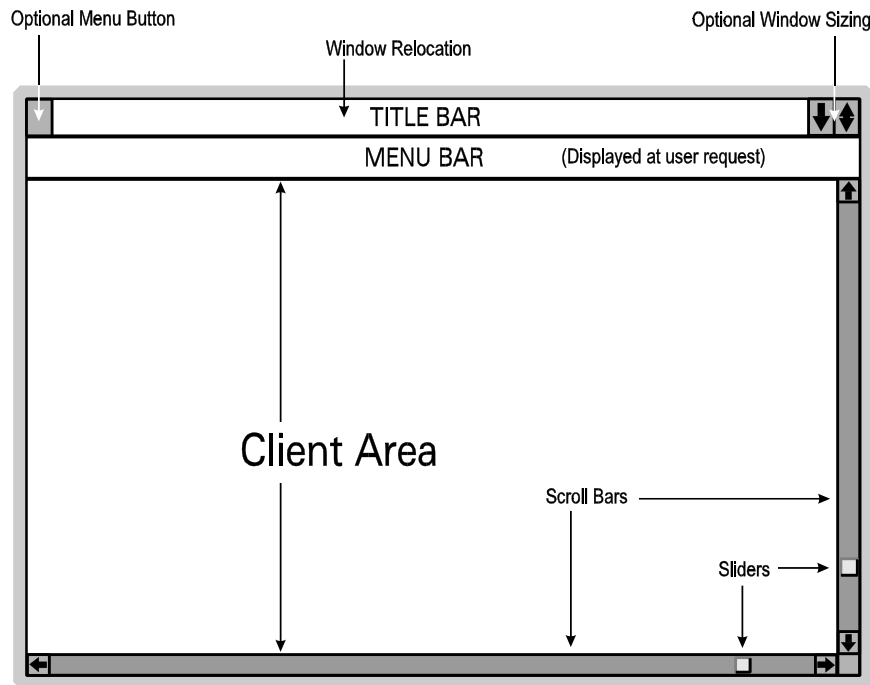 Optional Menu Button
Optional Window Sizing
Window Relocation
TITLE BAR
MENU BAR (Displayed at user request)
Client Area
Scroll Bars
Sliders